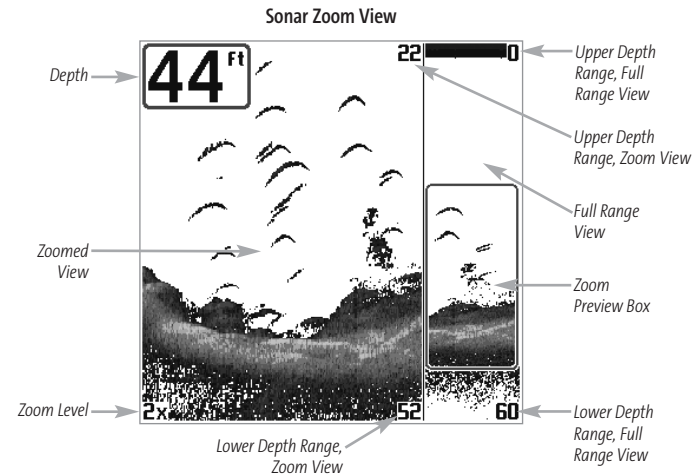 Sonar Zoom View
Depth
44 Ft
22
0
Upper Depth
Range, Full
Range View
Upper Depth
Range, Zoom View
Full Range
View
Zoomed
View
Zoom
Preview Box
Zoom Level
2x
52
60
Lower Depth Range,
Zoom View
Lower Depth
Range, Full
Range View